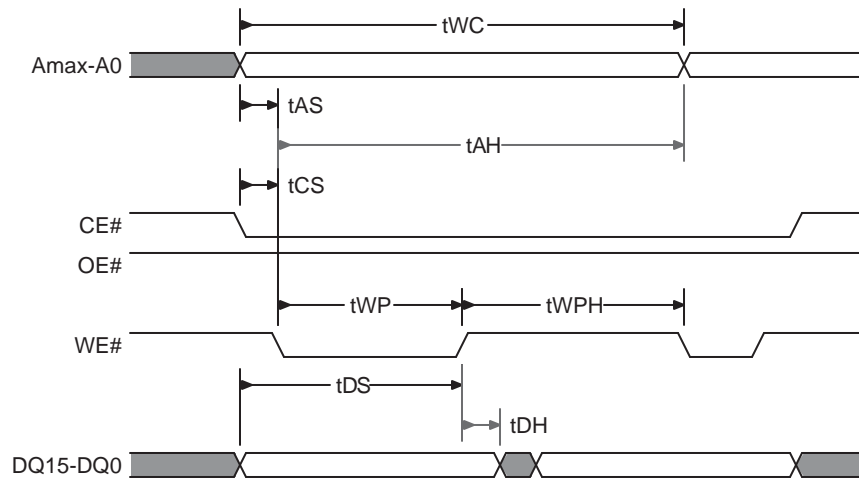 tWC
Amax-A0
tAS
tAH
tCS
CE#
OE#
tWP
tWPH
WE#
tDS
tDH
DQ15-DQ0